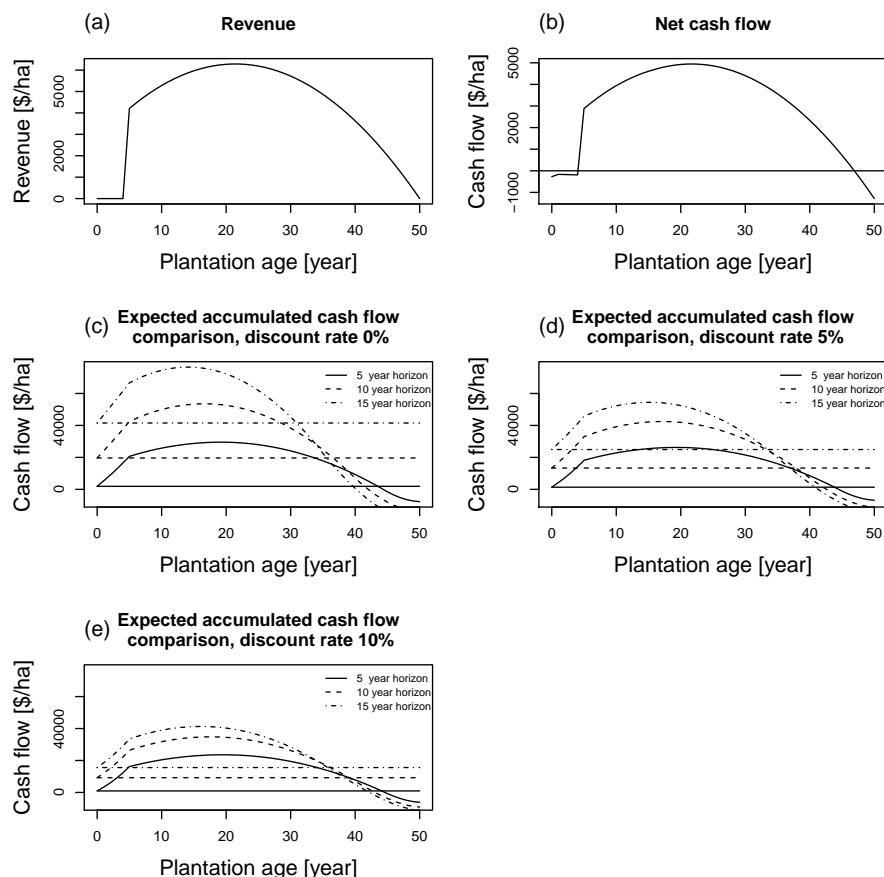 (a) Revenue
Revenue [$/ha]
0 2000 5000
0 10 20 30 40 50
Plantation age [year]
(b) Net cash flow
Cash flow [$/ha]
−1000 2000 5000
0 10 20 30 40 50
Plantation age [year]
(c) Expected accumulated cash flow
comparison, discount rate 0%
Cash flow [$/ha]
0 40000
5 year horizon
10 year horizon
15 year horizon
0 10 20 30 40 50
Plantation age [year]
(d) Expected accumulated cash flow
comparison, discount rate 5%
Cash flow [$/ha]
0 40000
5 year horizon
10 year horizon
15 year horizon
0 10 20 30 40 50
Plantation age [year]
(e) Expected accumulated cash flow
comparison, discount rate 10%
Cash flow [$/ha]
0 40000
5 year horizon
10 year horizon
15 year horizon
0 10 20 30 40 50
Plantation age [year]